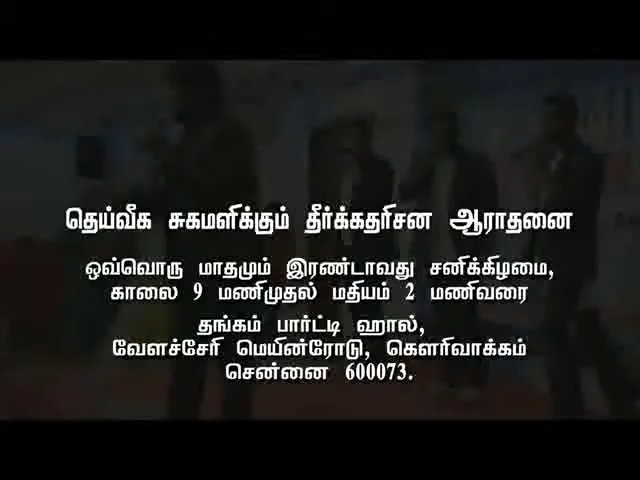 தெய்வீக சுகமளிக்கும் தீர்க்கதரிசன ஆராதனை
ஒவ்வொரு மாதமும் இரண்டாவது சனிக்கிழமை,
காலை 9 மணிமுதல் மதியம் 2 மணிவரை
தங்கம் பார்ட்டி ஹால்,
வேளச்சேரி மெயின்ரோடு, கௌரிவாக்கம்
சென்னை 600073.